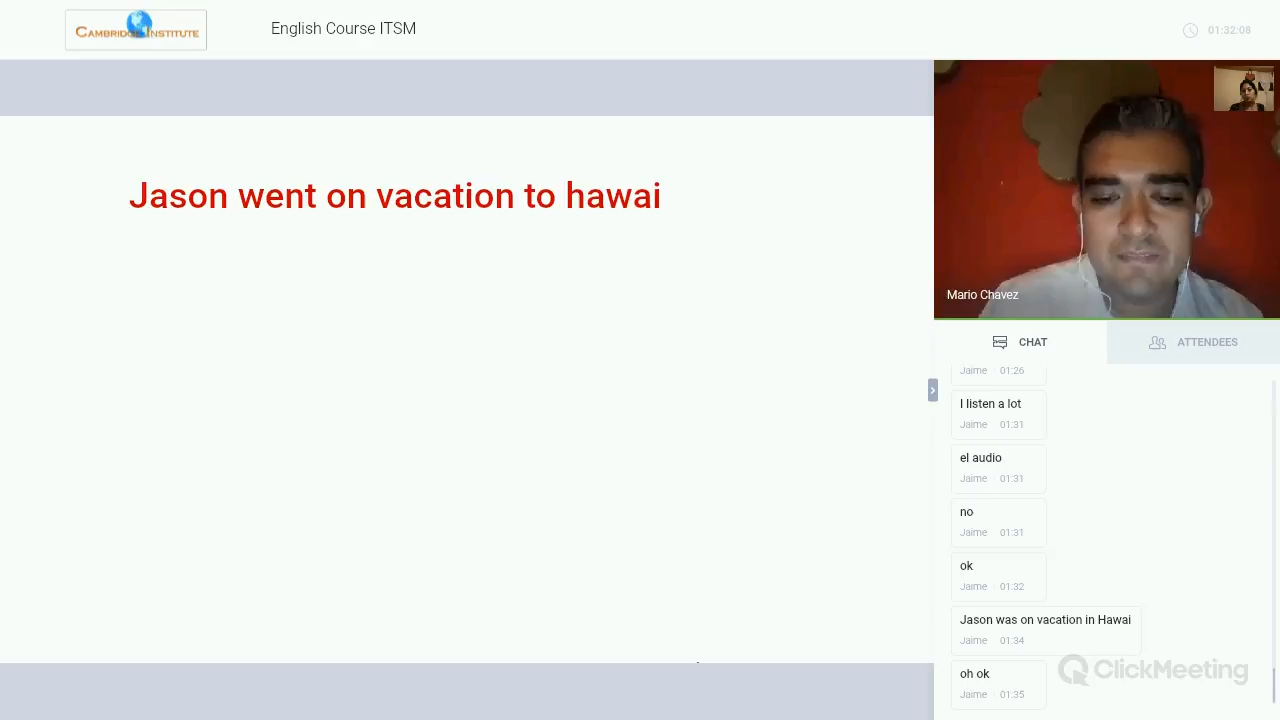 CAMBRIDGE INSTITUTE
English Course ITSM
01:32:08
Jason went on vacation to hawai
Mario Chavez
CHAT
ATTENDEES
Jaime 01:26
I listen a lot
Jaime 01:31
el audio
Jaime 01:31
no
Jaime 01:31
ok
Jaime 01:32
Jason was on vacation in Hawai
Jaime 01:34
oh ok
Jaime 01:35
ClickMeeting